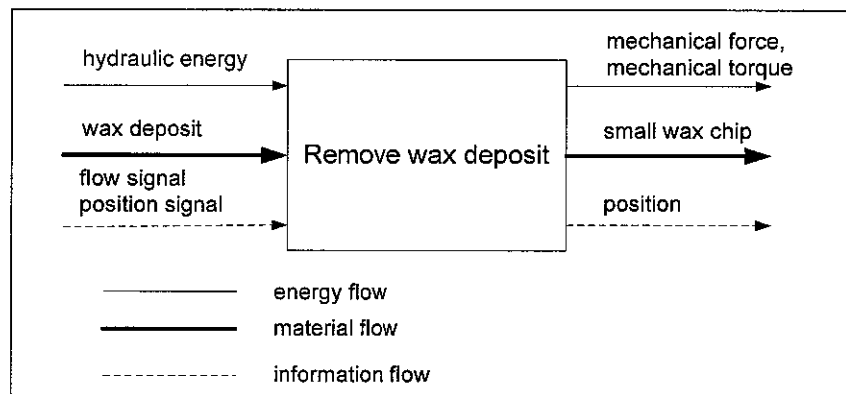 hydraulic energy
mechanical force,
mechanical torque
wax deposit
Remove wax deposit
small wax chip
flow signal
position signal
position
energy flow
material flow
information flow